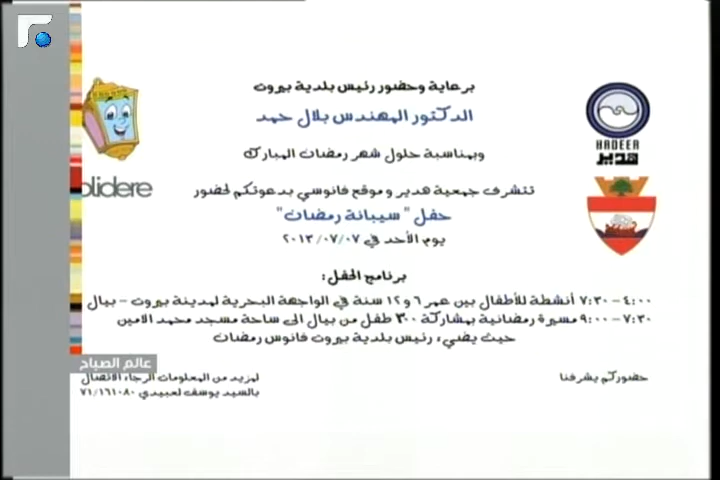 برعاية وحضور رئيس بلدية بيروت
الدكتور المهندس بلال حمد
وبمناسبة حلول شهر رمضان المبارك
تتشرف جمعية هدير و موقع فانوسي بدعوتكم لحضور
حفل "سيبانة رمضان"
يوم الأحد في ٢٠١٣/٠٧/٠٧
HADEER
هدير
olidere
برنامج الحفل:
٤:٠٠ - ٧:٣٠ أنشطة للأطفال بين عمر ٦ و ١٢ سنة في الواجهة البحرية لمدينة بيروت - بيال
٧:٣٠ - ٩:٠٠ مسيرة رمضانية بمشاركة ٣٠٠ طفل من بيال الى ساحة مسجد محمد الامين
حيث يضيء رئيس بلدية بيروت فانوس رمضان
عالم الصباح
حضوركم يشرفنا
لمزيد من المعلومات الرجاء الاتصال
بالسيد يوسف لعبيدي ٧١/١٦١٠٨٠